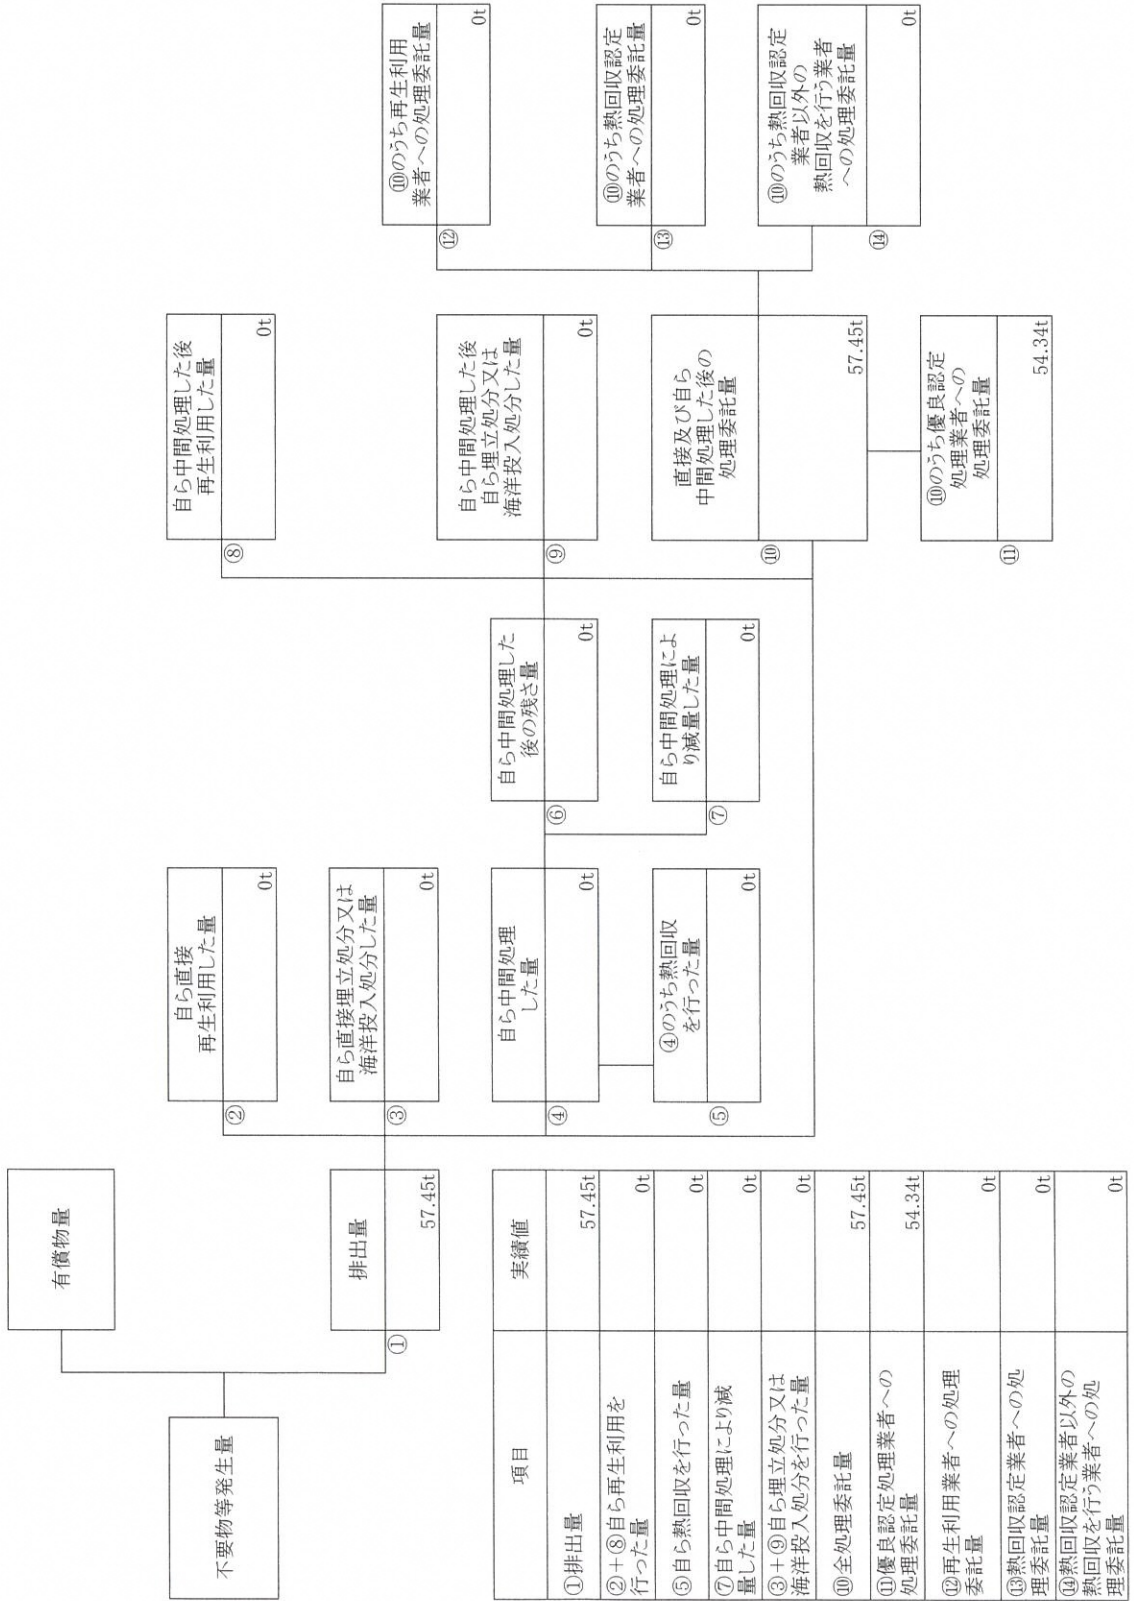 不要物等発生量
有償物量
排出量
①
57.45t
自ら直接
再生利用した量
②
0t
自ら直接埋立処分又は
海洋投入処分した量
③
0t
自ら中間処理
した量
④
0t
④のうち熱回収
を行った量
⑤
0t
自ら中間処理した
後の残さ量
⑥
0t
自ら中間処理によ
り減量した量
⑦
0t
自ら中間処理した後
再生利用した量
⑧
0t
自ら中間処理した後
自ら埋立処分又は
海洋投入処分した量
⑨
0t
直接及び自ら
中間処理した後の
処理委託量
⑩
57.45t
⑩のうち優良認定
処理業者への
処理委託量
⑪
54.34t
⑩のうち再生利用
業者への処理委託量
⑫
0t
⑩のうち熱回収認定
業者への処理委託量
⑬
0t
⑩のうち熱回収認定
業者以外の
熱回収を行う業者
への処理委託量
⑭
0t
項目
実績値
①排出量
57.45t
②+⑧自ら再生利用を
行った量
0t
⑤自ら熱回収を行った量
0t
⑦自ら中間処理により減
量した量
0t
③+⑨自ら埋立処分又は
海洋投入処分を行った量
0t
⑩全処理委託量
57.45t
⑪優良認定処理業者への
処理委託量
54.34t
⑫再生利用業者への処理
委託量
0t
⑬熱回収認定業者への処
理委託量
0t
⑭熱回収認定業者以外の
熱回収を行う業者への処
理委託量
0t